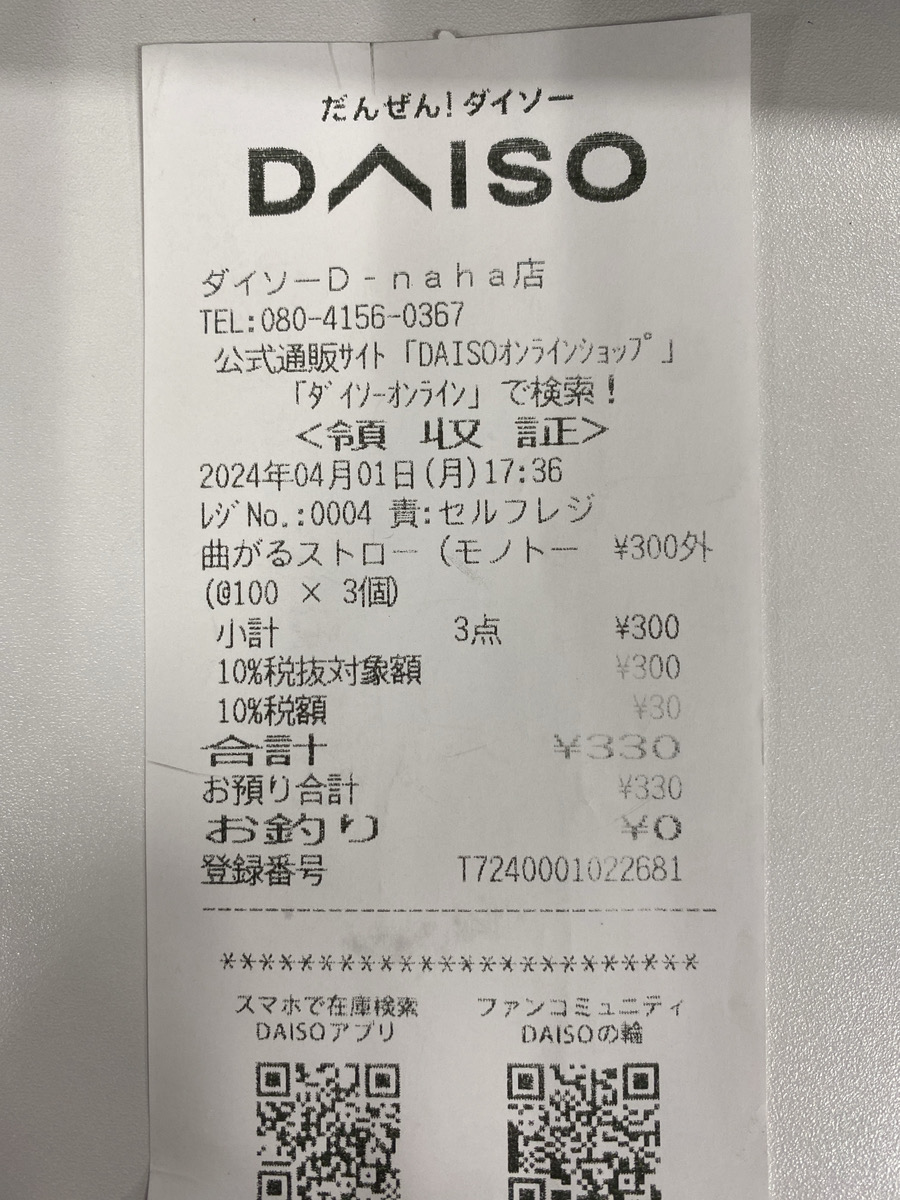 だんぜん！ダイソー
DAISO
ダイソーＤ－ｎａｈａ店
TEL:080-4156-0367
公式通販ｻｲﾄ「DAISOｵﾝﾗｲﾝｼｮｯﾌﾟ」
「ﾀﾞｲｿｰｵﾝﾗｲﾝ」で検索！
＜領　収　証＞
2024年04月01日(月)17:36
ﾚｼﾞNo.:0004 責:セルフレジ
曲がるストロー（モノトー ¥300外
(@100 × 3個)
小計 3点 ¥300
10%税抜対象額 ¥300
10%税額 ¥30
合計 ¥330
お預り合計 ¥330
お釣り ¥0
登録番号 T7240001022681
************************
スマホで在庫検索
DAISOアプリ
ファンコミュニティ
DAISOの輪